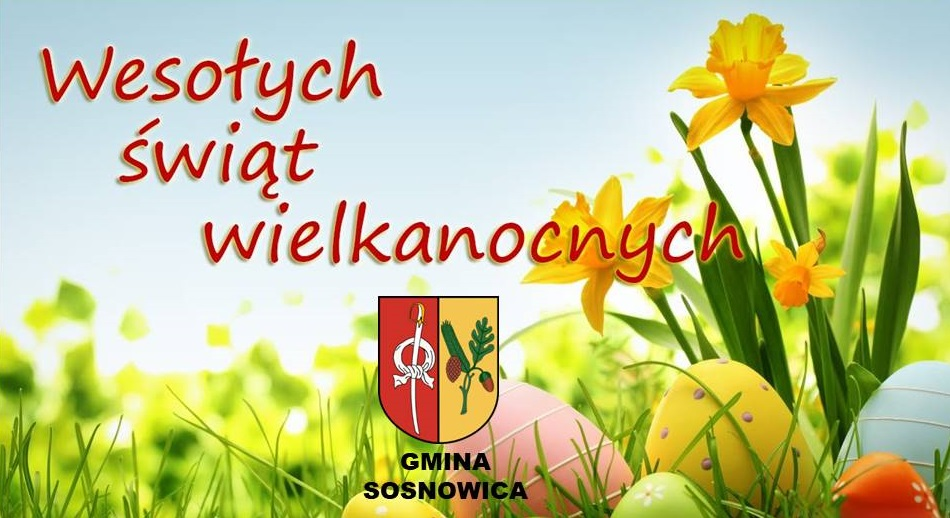 Wesołych
świąt
wielkanocnych
GMINA
SOSNOWICA